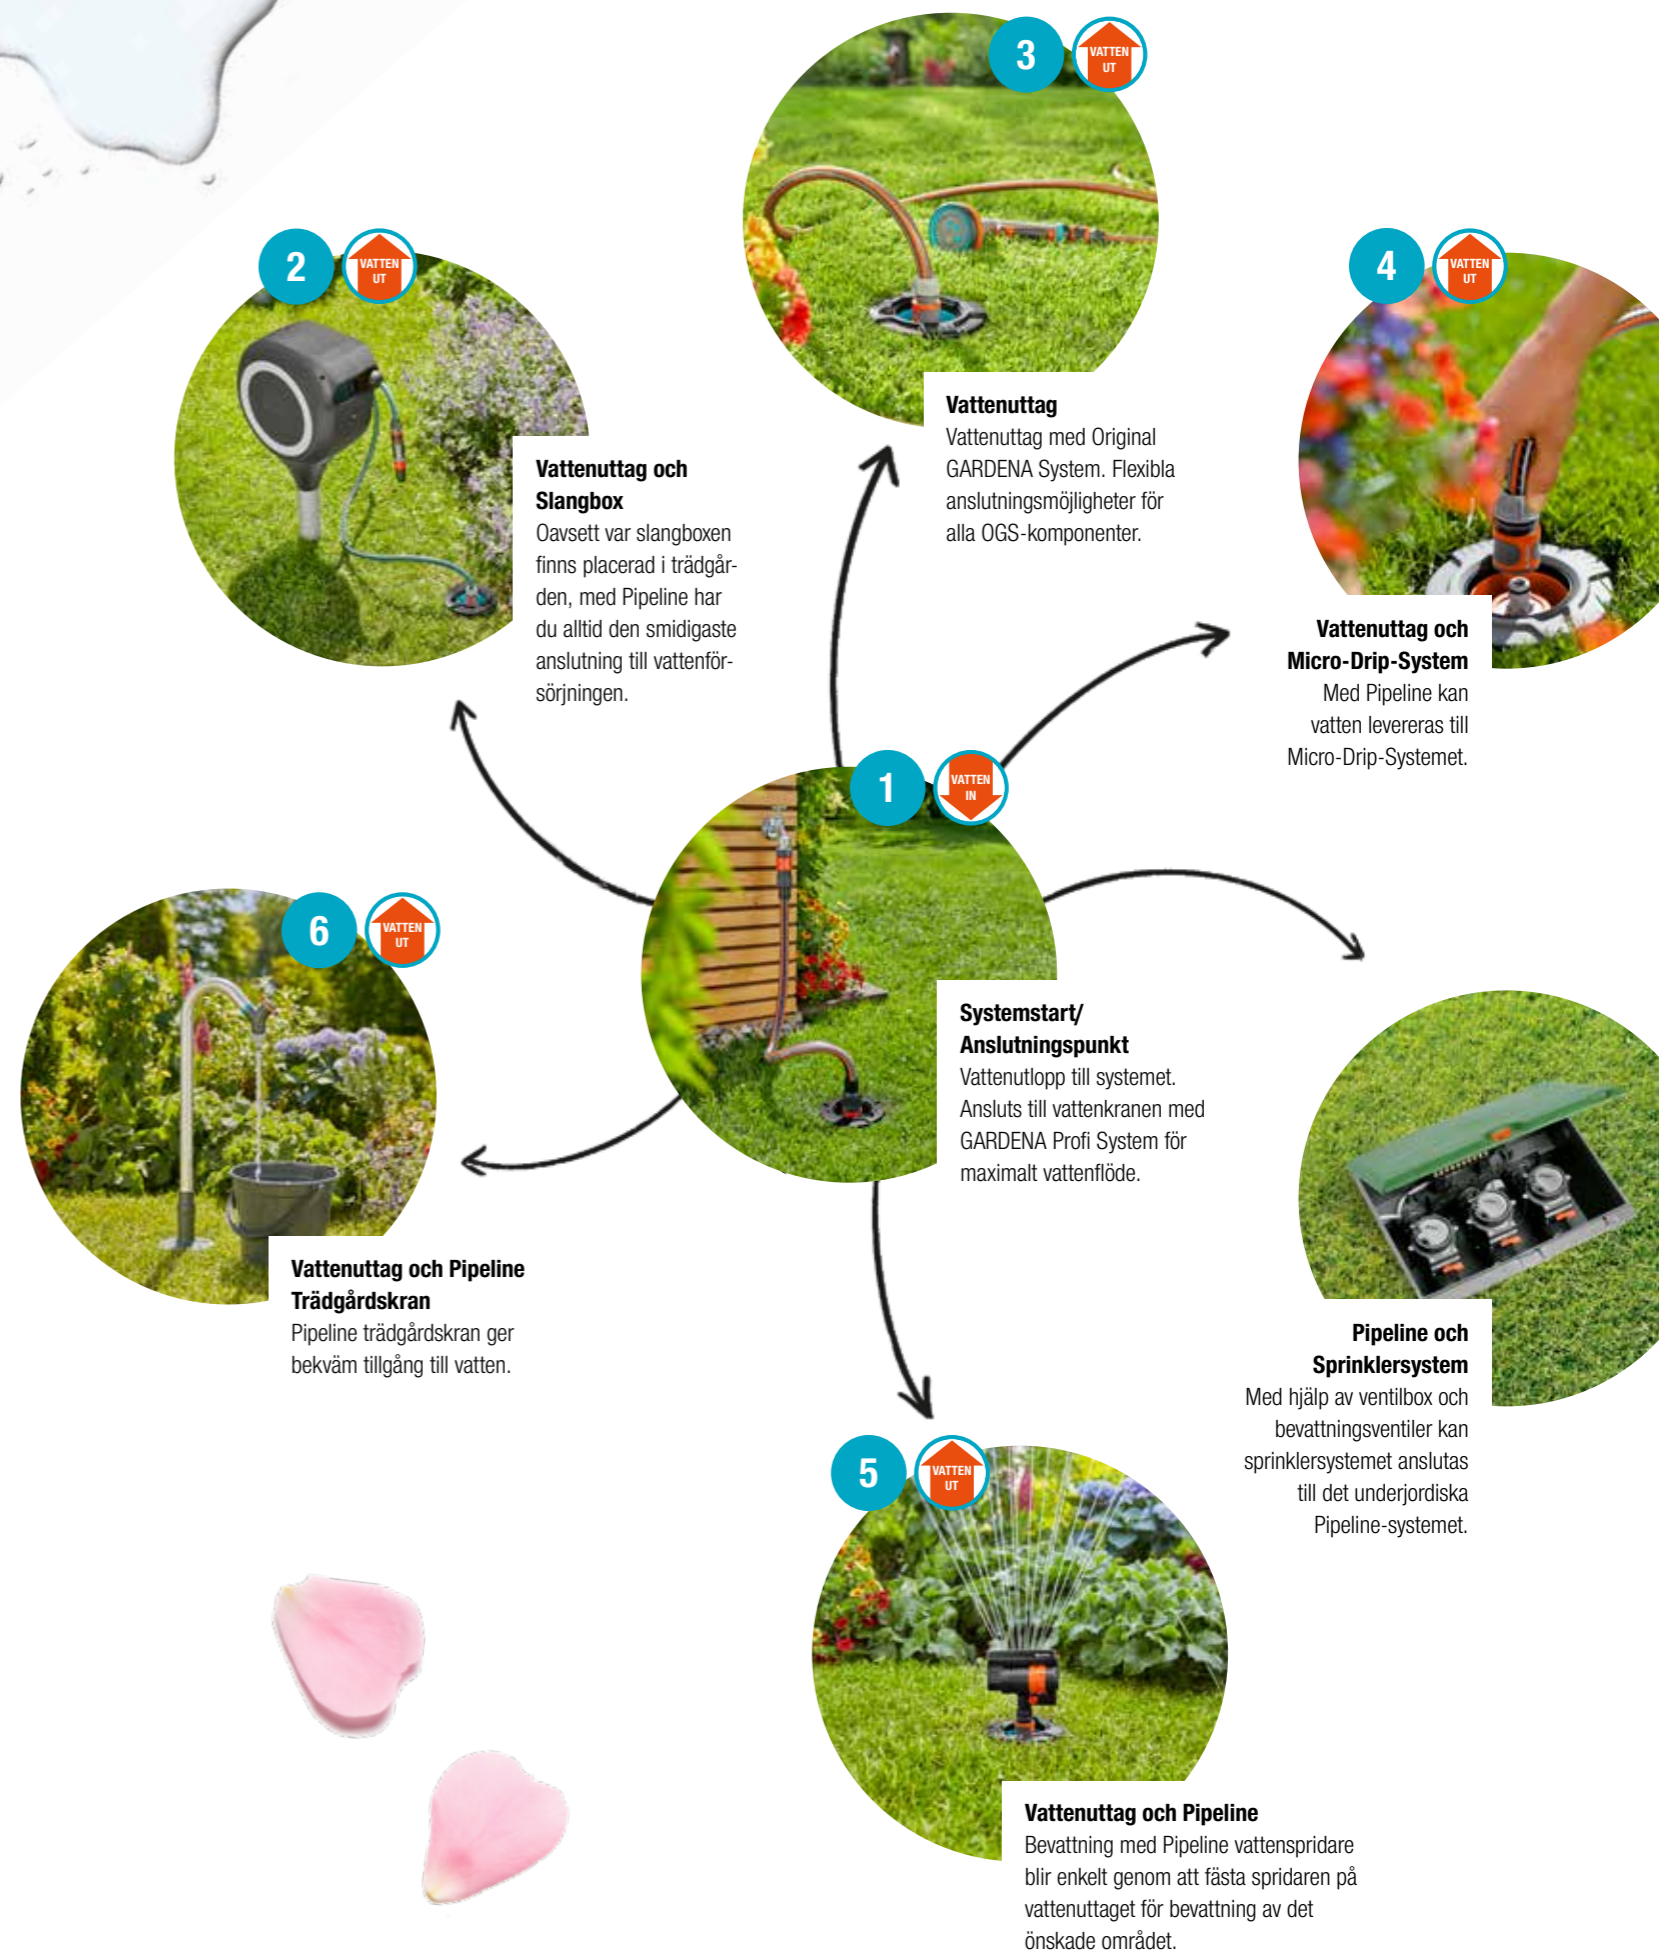 3
VATTEN
UT
Vattenuttag
Vattenuttag med Original
GARDENA System. Flexibla
anslutningsmöjligheter för
alla OGS-komponenter.
2
VATTEN
UT
Vattenuttag och
Slangbox
Oavsett var slangboxen
finns placerad i trädgår-
den, med Pipeline har
du alltid den smidigaste
anslutning till vattenför-
sörjningen.
4
VATTEN
UT
Vattenuttag och
Micro-Drip-System
Med Pipeline kan
vatten levereras till
Micro-Drip-Systemet.
1
VATTEN
IN
Systemstart/
Anslutningspunkt
Vattenutlopp till systemet.
Ansluts till vattenkranen med
GARDENA Profi System för
maximalt vattenflöde.
6
VATTEN
UT
Vattenuttag och Pipeline
Trädgårdskran
Pipeline trädgårdskran ger
bekväm tillgång till vatten.
Pipeline och
Sprinklersystem
Med hjälp av ventilbox och
bevattningsventiler kan
sprinklersystemet anslutas
till det underjordiska
Pipeline-systemet.
5
VATTEN
UT
Vattenuttag och Pipeline
Bevattning med Pipeline vattenspridare
blir enkelt genom att fästa spridaren på
vattenuttaget för bevattning av det
önskade området.